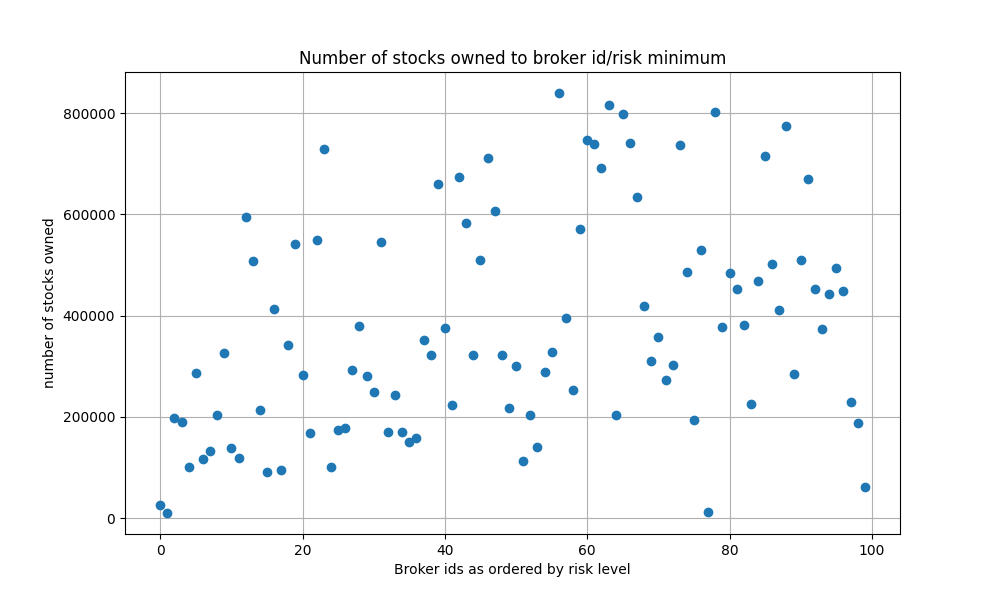 Number of stocks owned to broker id/risk minimum
number of stocks owned
800000
600000
400000
200000
0
0 20 40 60 80 100
Broker ids as ordered by risk level